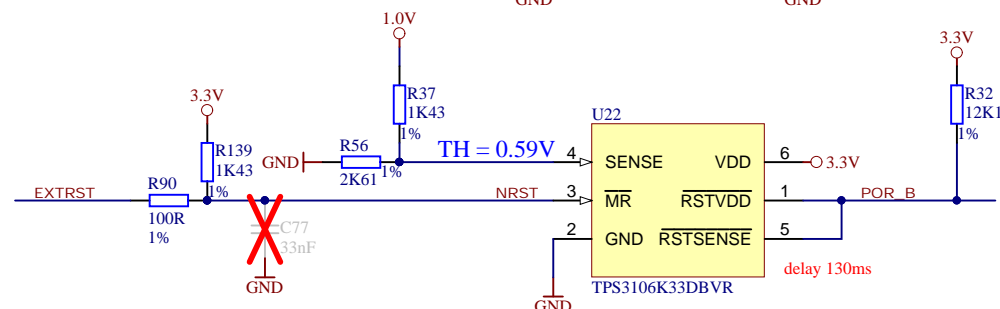 GND
GND
1.0V
3.3V
R37
1K43
1%
3.3V
R32
12K1
1%
U22
R139
1K43
1%
R56
2K61
1%
GND
TH = 0.59V
4
SENSE
VDD
6
3.3V
EXTRST
R90
100R
1%
NRST
3
MR
RSTVDD
1
POR_B
C77
33nF
GND
2
GND
RSTSENSE
5
delay 130ms
TPS3106K33DBVR
GND